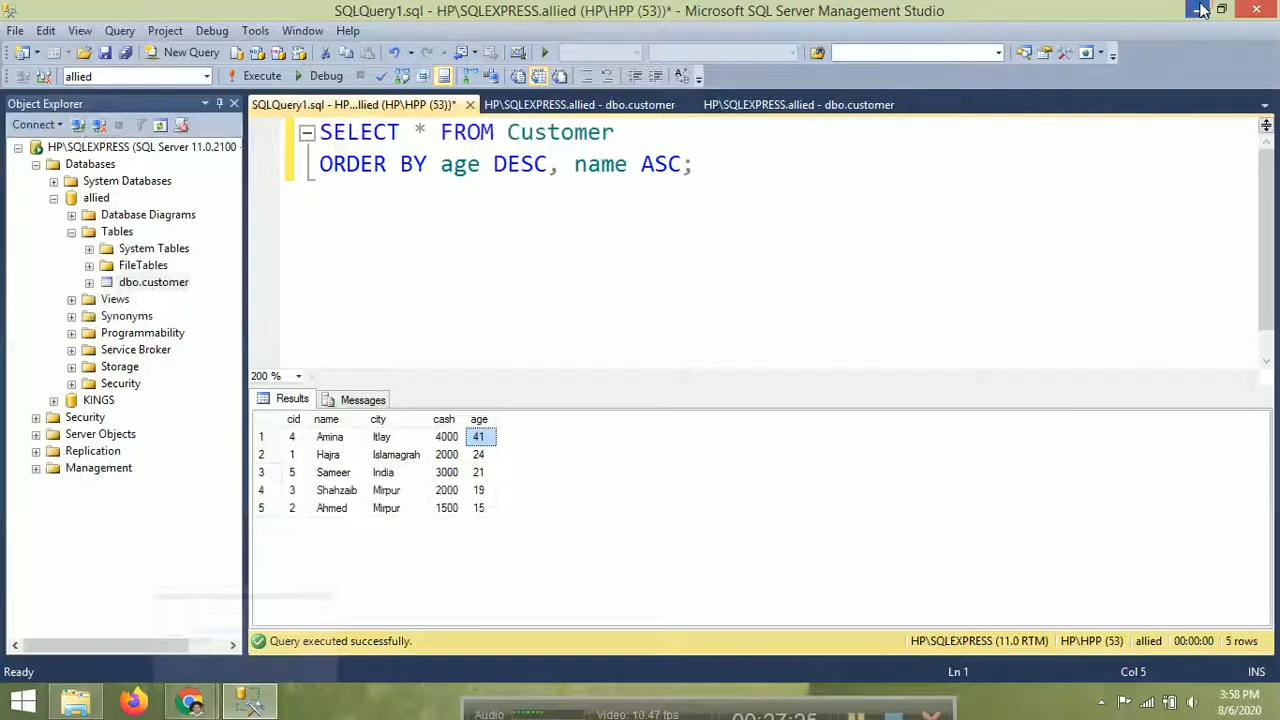 SQLQuery1.sql - HP\SQLEXPRESS.allied (HP\HPP (53))* - Microsoft SQL Server Management Studio
File Edit View Query Project Debug Tools Window Help
New Query
allied Execute Debug
Object Explorer
SQLQuery1.sql - HP...llied (HP\HPP (53))* HP\SQLEXPRESS.allied - dbo.customer HP\SQLEXPRESS.allied - dbo.customer
Connect
HP\SQLEXPRESS (SQL Server 11.0.2100 -
Databases
System Databases
allied
Database Diagrams
Tables
System Tables
FileTables
dbo.customer
Views
Synonyms
Programmability
Service Broker
Storage
Security
KINGS
Security
Server Objects
Replication
Management
SELECT * FROM Customer
ORDER BY age DESC, name ASC;
200 %
Results Messages
cid name city cash age
1 4 Amina Itlay 4000 41
2 1 Hajra Islamagrah 2000 24
3 5 Sameer India 3000 21
4 3 Shahzaib Mirpur 2000 19
5 2 Ahmed Mirpur 1500 15
Query executed successfully. HP\SQLEXPRESS (11.0 RTM) HP\HPP (53) allied 00:00:00 5 rows
Ready Ln 1 Col 5 INS
3:58 PM
8/6/2020
Audio Video: 10.47 fps 00:27:25